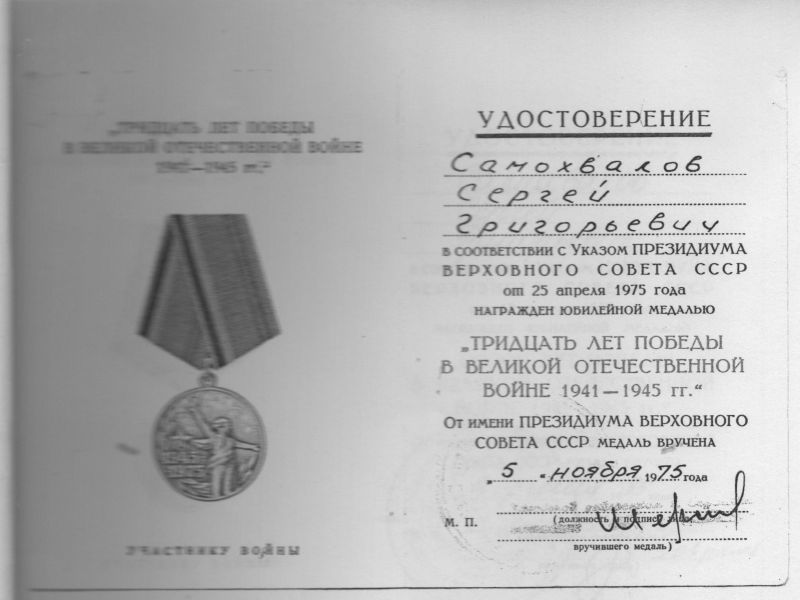 „ТРИДЦАТЬ ЛЕТ ПОБЕДЫ
В ВЕЛИКОЙ ОТЕЧЕСТВЕННОЙ ВОЙНЕ
1941—1945 гг.“
УЧАСТНИКУ ВОЙНЫ
УДОСТОВЕРЕНИЕ
Самохвалов
Сергей
Григорьевич
В СООТВЕТСТВИИ С УКАЗОМ ПРЕЗИДИУМА
ВЕРХОВНОГО СОВЕТА СССР
от 25 апреля 1975 года
НАГРАЖДЕН ЮБИЛЕЙНОЙ МЕДАЛЬЮ
„ТРИДЦАТЬ ЛЕТ ПОБЕДЫ
В ВЕЛИКОЙ ОТЕЧЕСТВЕННОЙ
ВОЙНЕ 1941—1945 гг.“
ОТ ИМЕНИ ПРЕЗИДИУМА ВЕРХОВНОГО
СОВЕТА СССР МЕДАЛЬ ВРУЧЕНА
„5“ ноября 1975 года
М. П. (должность и подпись
вручившего медаль)